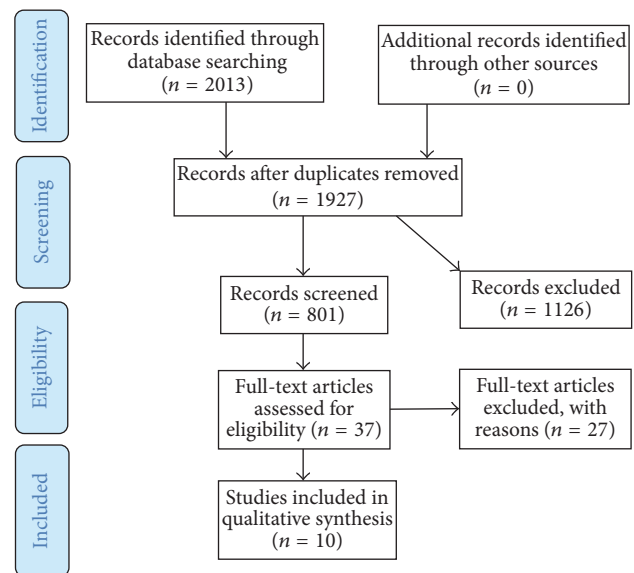 Identification
Records identified through
database searching
(n = 2013)
Additional records identified
through other sources
(n = 0)
Screening
Records after duplicates removed
(n = 1927)
Records screened
(n = 801)
Records excluded
(n = 1126)
Eligibility
Full-text articles
assessed for
eligibility (n = 37)
Full-text articles
excluded, with
reasons (n = 27)
Included
Studies included in
qualitative synthesis
(n = 10)